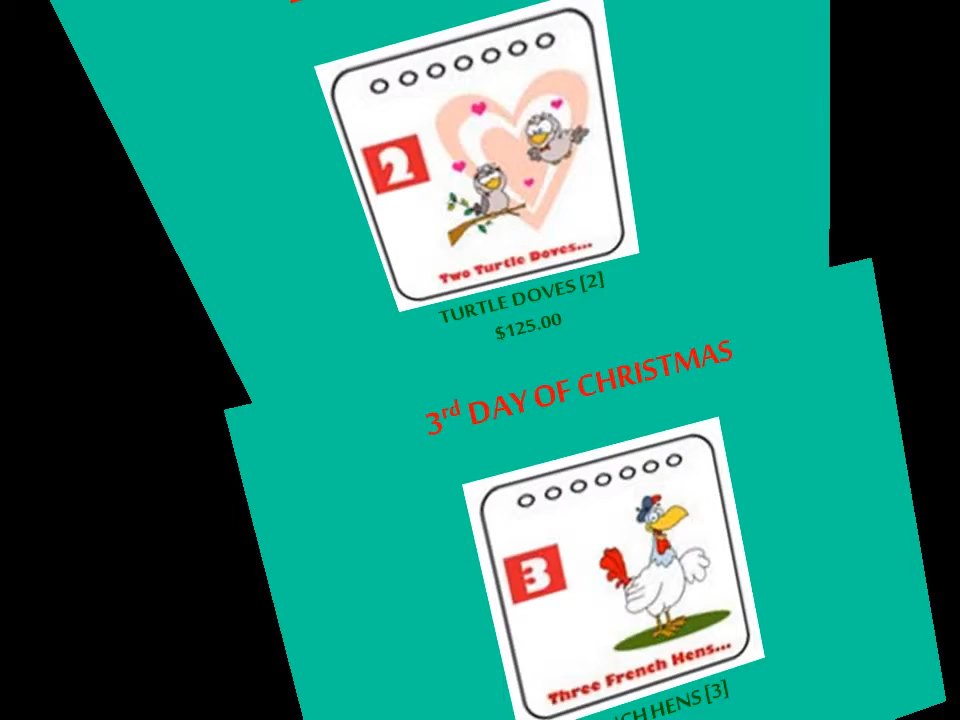 2
Two Turtle Doves...
TURTLE DOVES [2]
$125.00
3rd DAY OF CHRISTMAS
3
Three French Hens...
HENS [3]